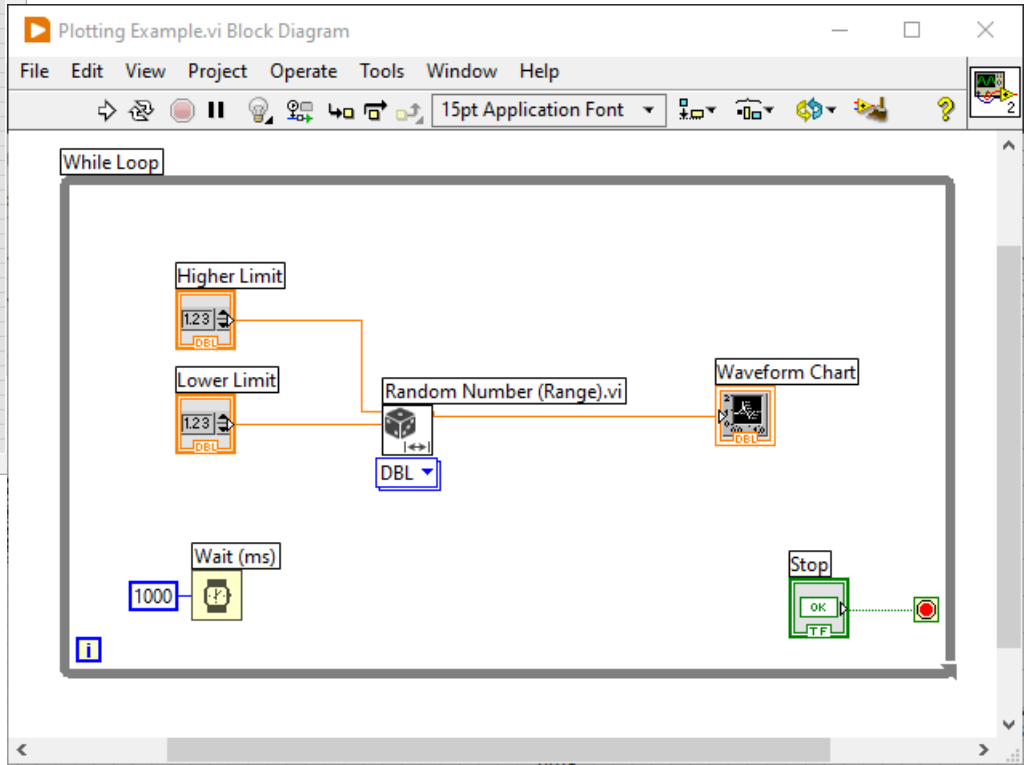 Plotting Example.vi Block Diagram
File Edit View Project Operate Tools Window Help
15pt Application Font
2
While Loop
Higher Limit
1.23
DBL
Lower Limit
1.23
DBL
Random Number (Range).vi
DBL
Waveform Chart
DBL
Wait (ms)
1000
Stop
OK
TF
i